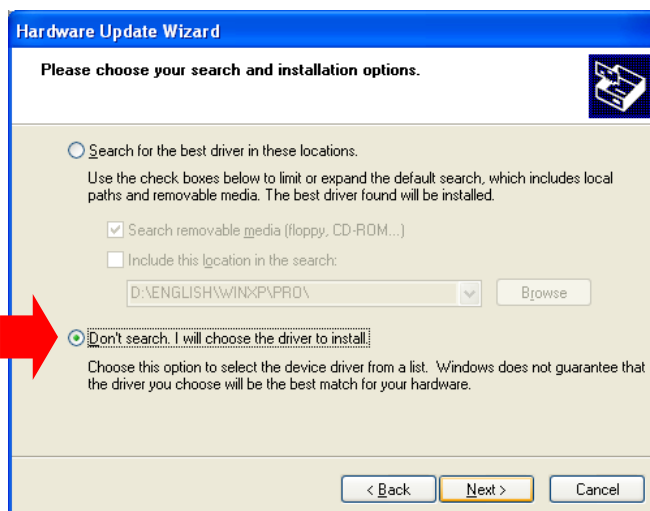 Hardware Update Wizard
Please choose your search and installation options.
Search for the best driver in these locations.
Use the check boxes below to limit or expand the default search, which includes local
paths and removable media. The best driver found will be installed.
Search removable media (floppy, CD-ROM...)
Include this location in the search:
D:\ENGLISH\WINXP\PRO\
Browse
Don't search. I will choose the driver to install.
Choose this option to select the device driver from a list. Windows does not guarantee that
the driver you choose will be the best match for your hardware.
< Back
Next >
Cancel